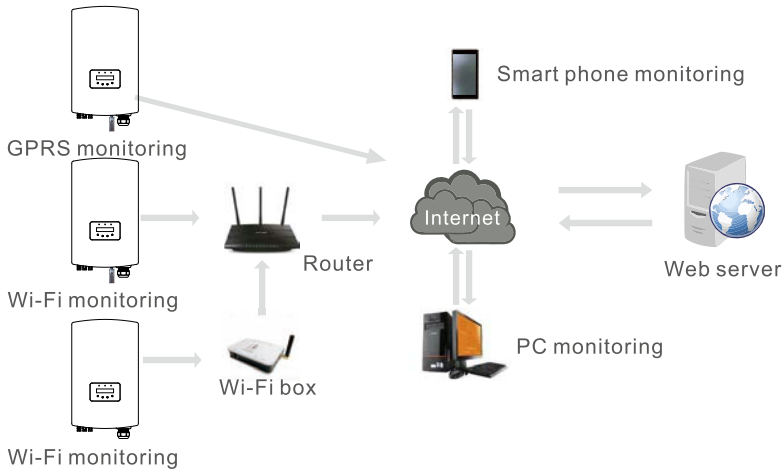 Smart phone monitoring
GPRS monitoring
Internet
Router
Web server
Wi-Fi monitoring
PC monitoring
Wi-Fi box
Wi-Fi monitoring